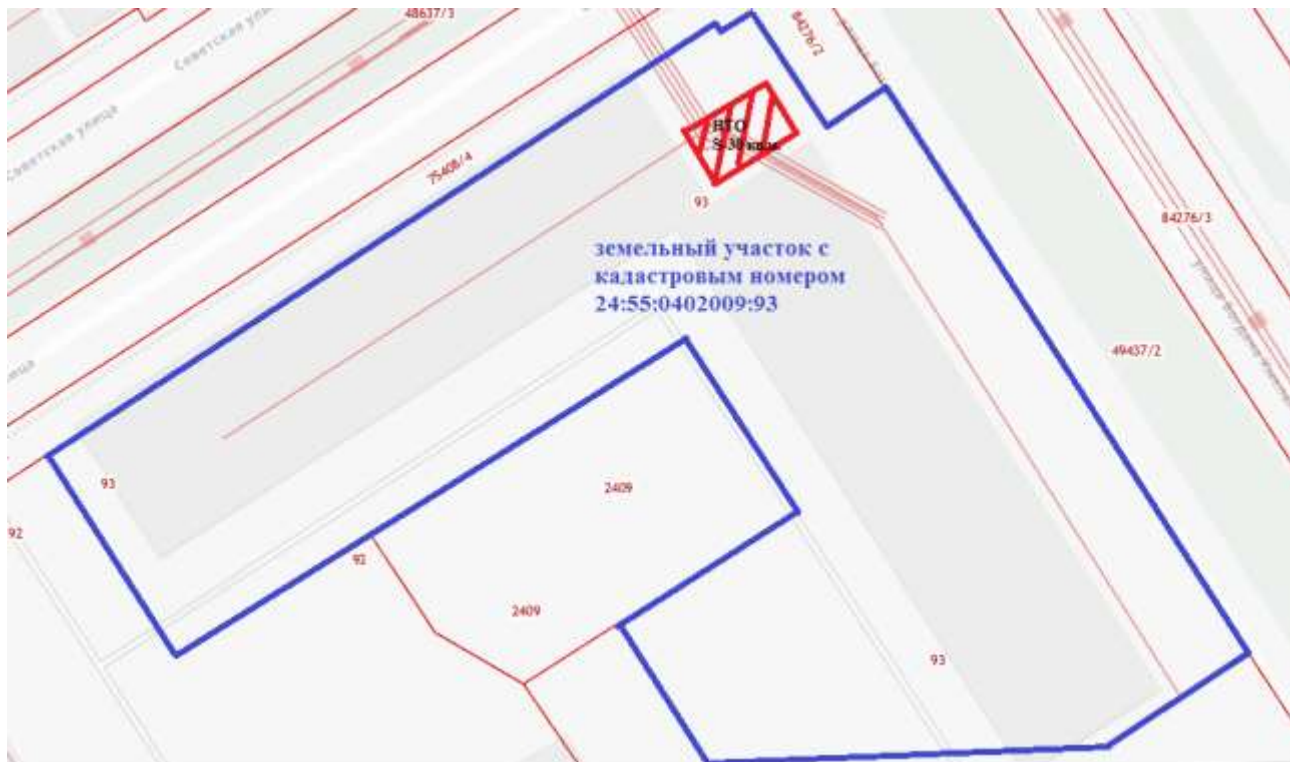 48637/3
Советская ули
84276/2
Советская улица
НТО
S-30 кв.м.
75408/4
93
84276/3
земельный участок с
кадастровым номером
24:55:0402009:93
улица
49437/2
93
2409
92
92
2409
93